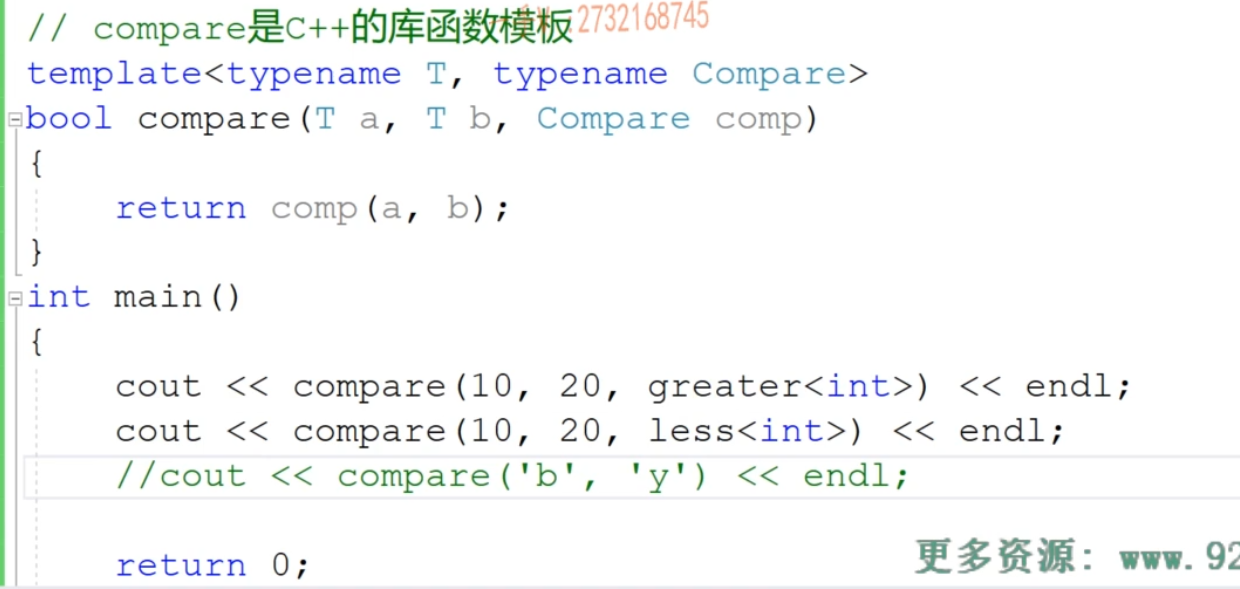 // compare是C++的库函数模板 2732168745
template<typename T, typename Compare>
bool compare(T a, T b, Compare comp)
{
    return comp(a, b);
}
int main()
{
    cout << compare(10, 20, greater<int>) << endl;
    cout << compare(10, 20, less<int>) << endl;
    //cout << compare('b', 'y') << endl;
    return 0;
更多资源: www.92